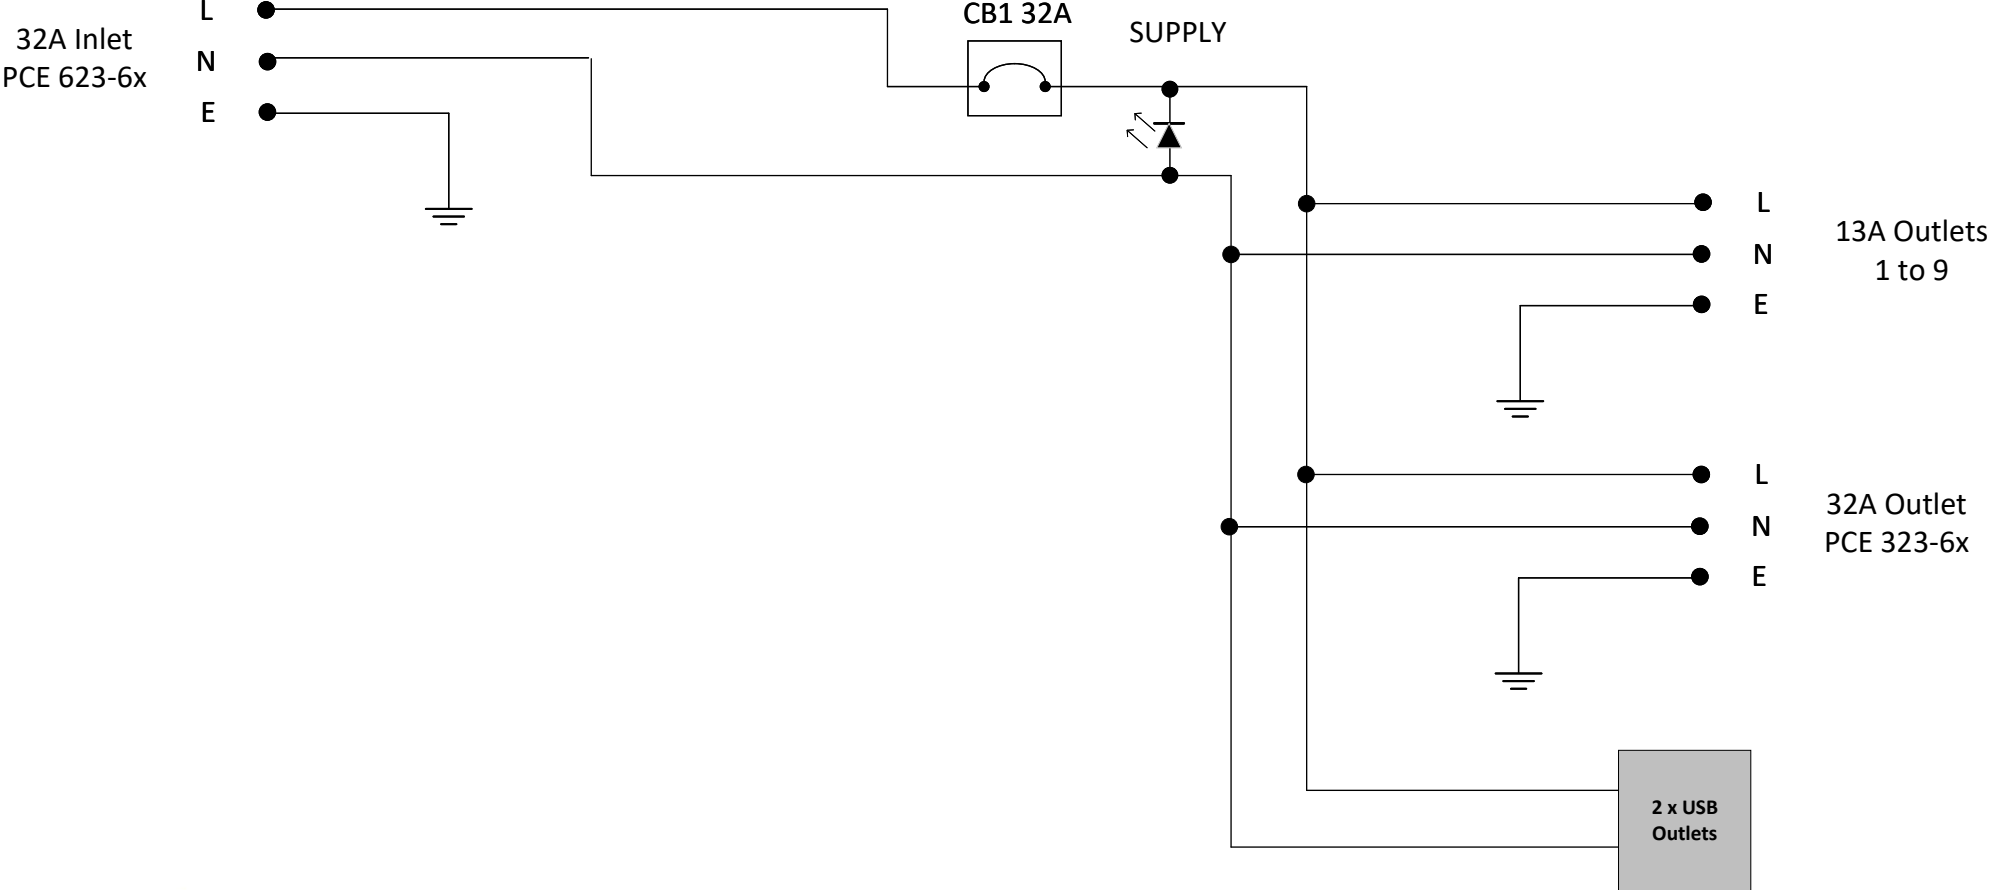 L
32A Inlet
PCE 623-6x
N
E
CB1 32A
SUPPLY
L
13A Outlets
1 to 9
N
E
L
32A Outlet
PCE 323-6x
N
E
2 x USB
Outlets